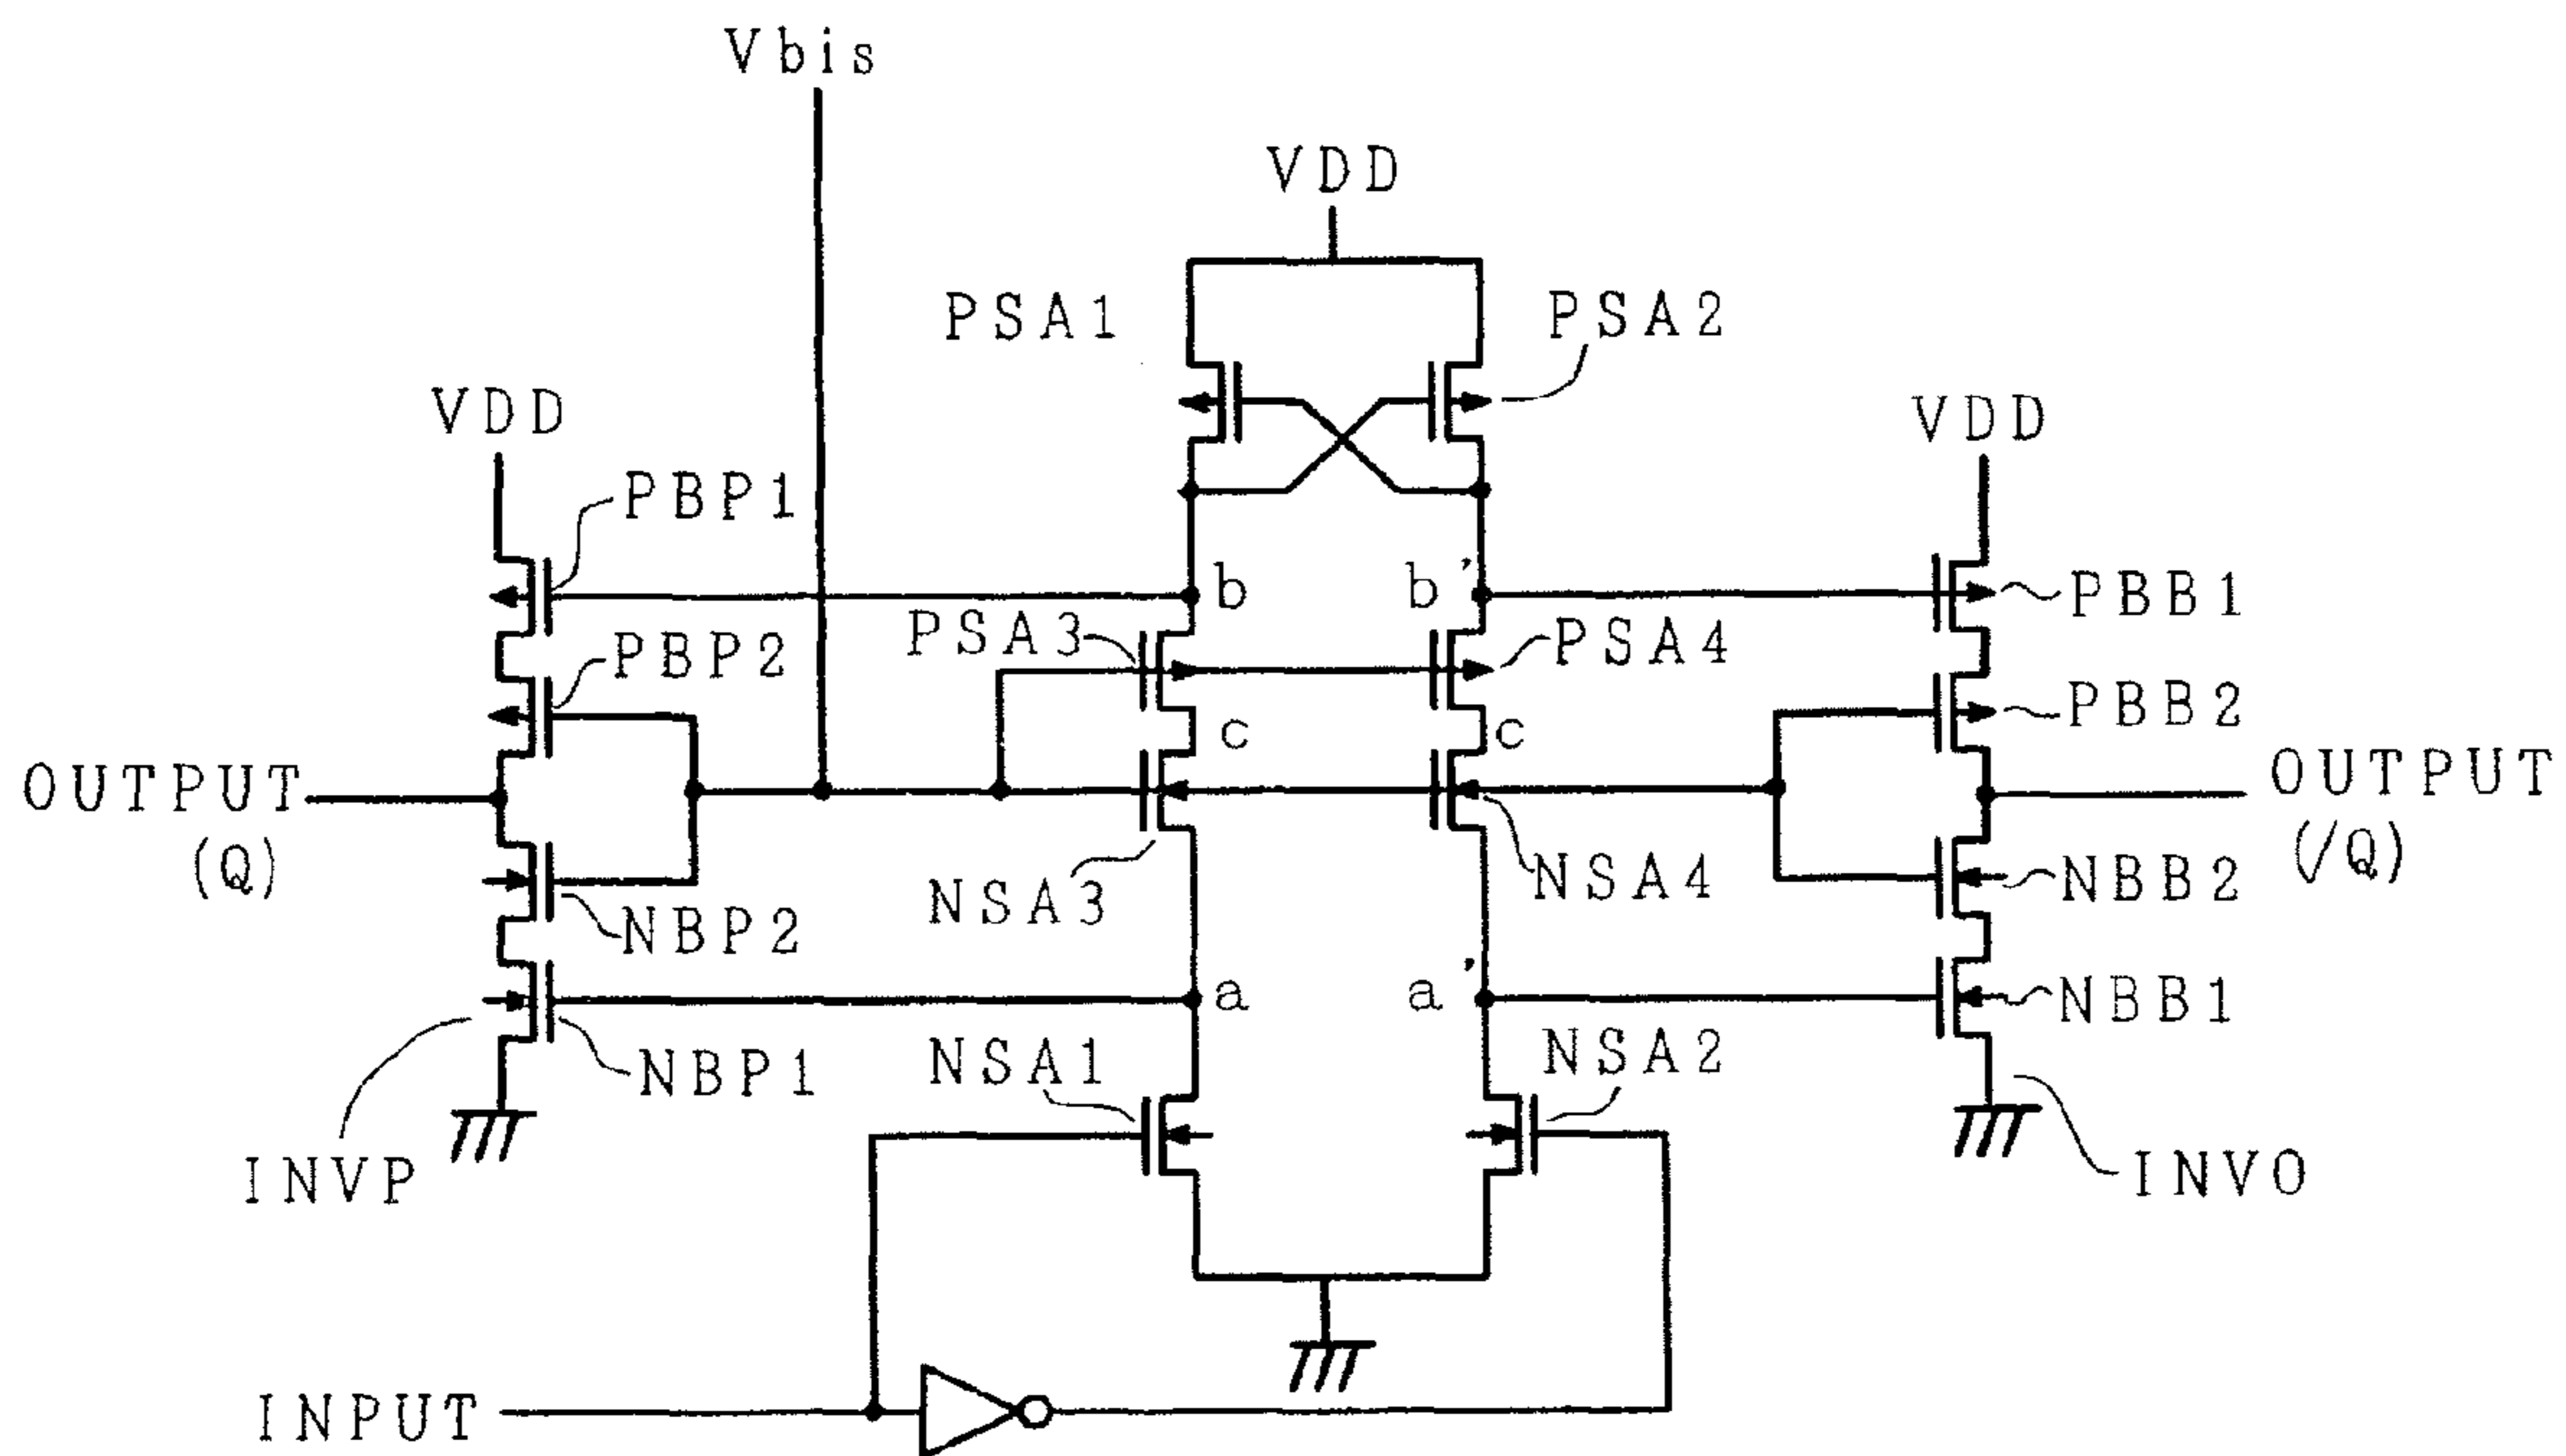 Vbis
VDD
PSA1
PSA2
VDD
VDD
PBP1
b
b'
PBB1
PSA3
PSA4
PBP2
PBB2
c
c
OUTPUT
(Q)
OUTPUT
(/Q)
NSA3
NSA4
NBB2
NBP2
a
a'
NBB1
NSA1
NSA2
NBP1
INVP
INVO
INPUT